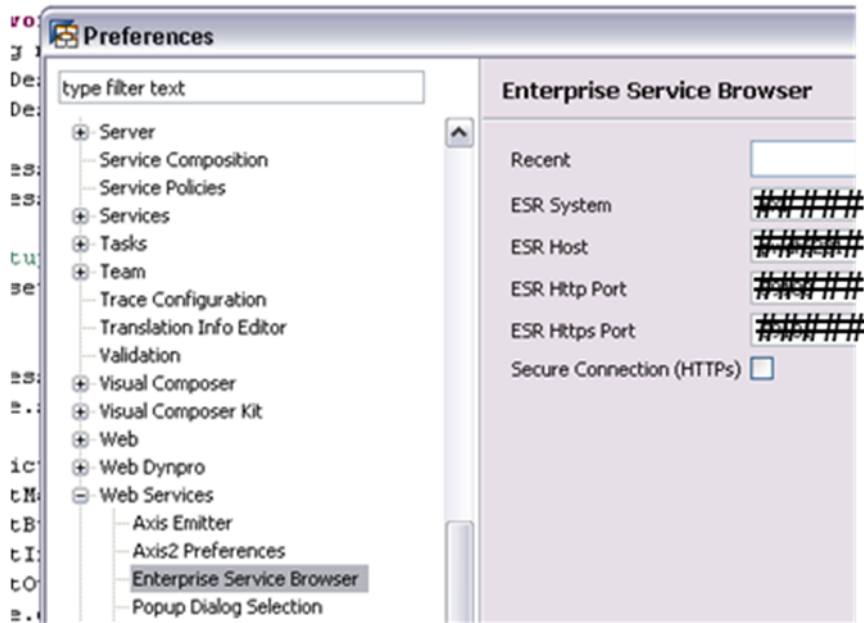 Preferences
type filter text
Server
Service Composition
Service Policies
Services
Tasks
Team
Trace Configuration
Translation Info Editor
Validation
Visual Composer
Visual Composer Kit
Web
Web Dynpro
Web Services
Axis Emitter
Axis2 Preferences
Enterprise Service Browser
Popup Dialog Selection
Enterprise Service Browser
Recent
ESR System
ESR Host
ESR Http Port
ESR Https Port
Secure Connection (HTTPs)